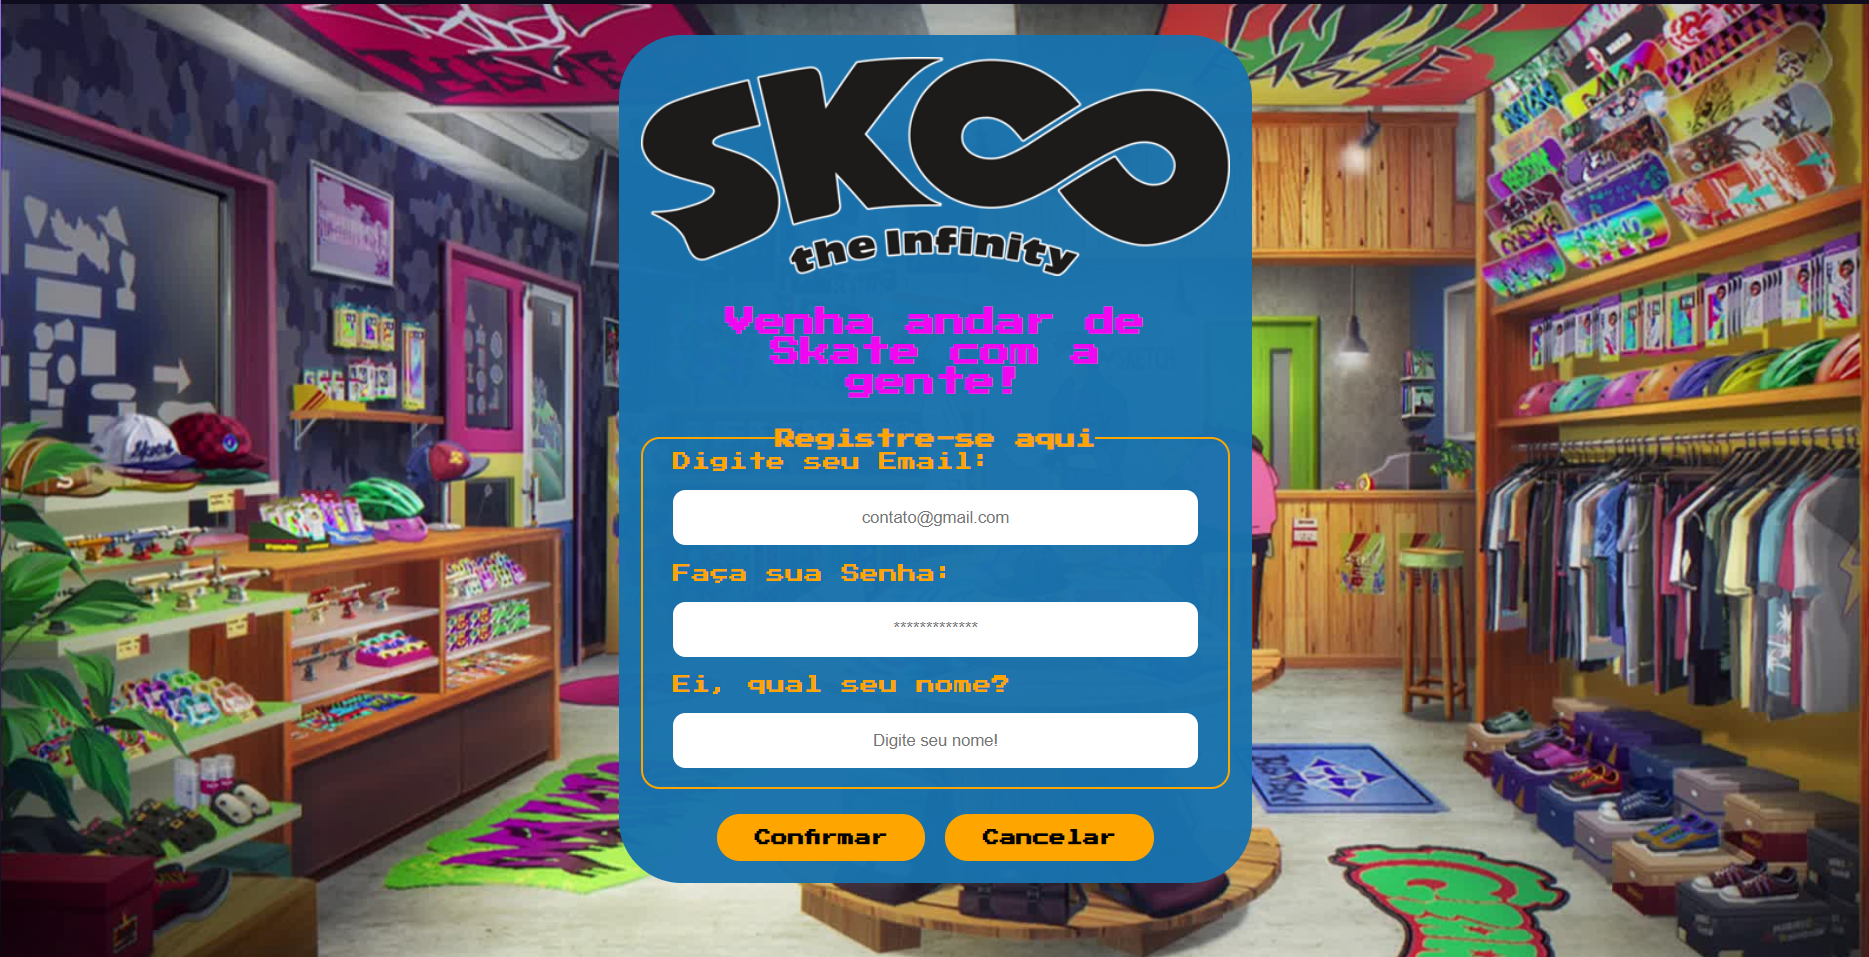 SK∞
the Infinity
Venha andar de
Skate com a
gente!
Registre-se aqui
Digite seu Email:
contato@gmail.com
Faça sua Senha:
*************
Ei, qual seu nome?
Digite seu nome!
Confirmar
Cancelar